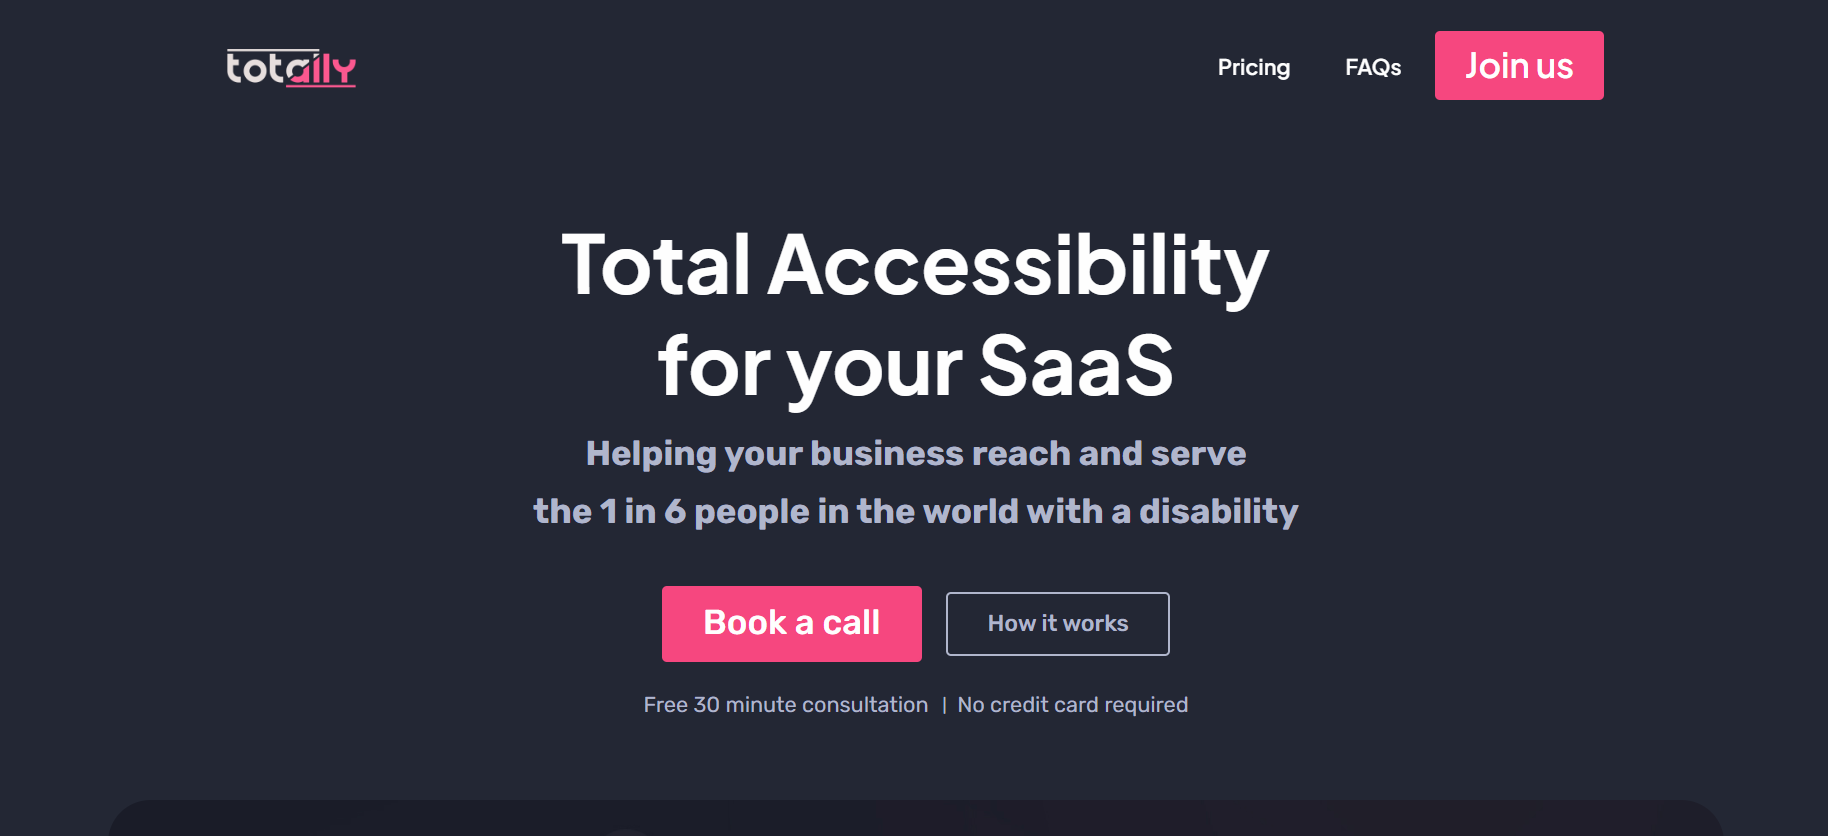 totally
Pricing
FAQs
Join us
Total Accessibility
for your SaaS
Helping your business reach and serve
the 1 in 6 people in the world with a disability
Book a call
How it works
Free 30 minute consultation | No credit card required